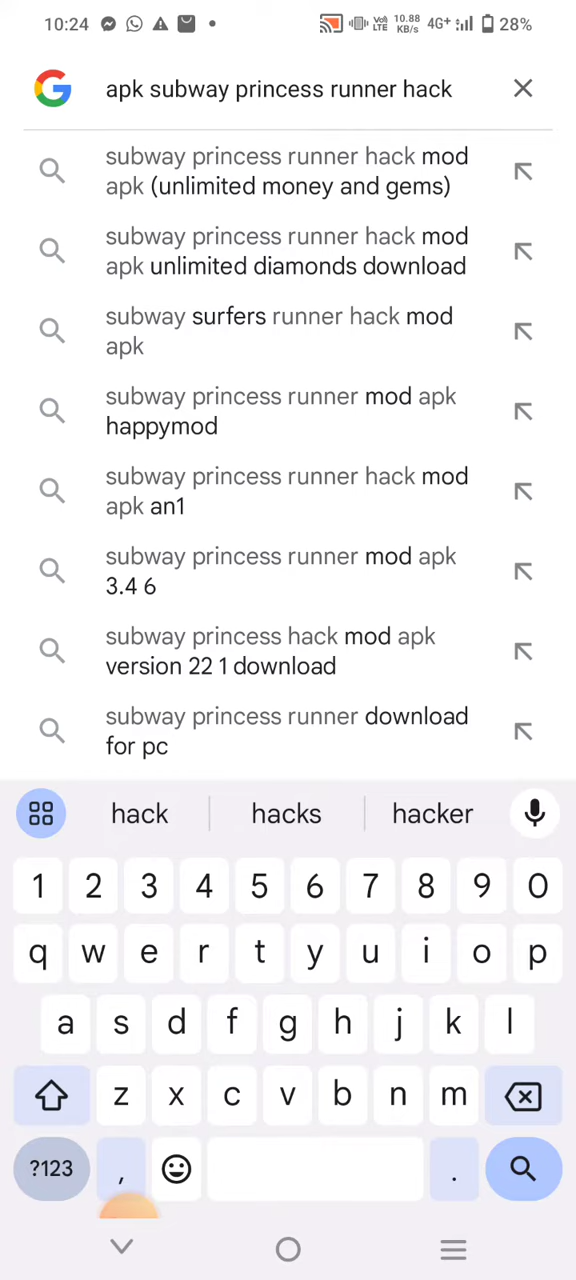 10:24 10.88 KB/s Vo) LTE 4G+ 28%
G apk subway princess runner hack
subway princess runner hack mod
apk (unlimited money and gems)
subway princess runner hack mod
apk unlimited diamonds download
subway surfers runner hack mod
apk
subway princess runner mod apk
happymod
subway princess runner hack mod
apk an1
subway princess runner mod apk
3.4 6
subway princess hack mod apk
version 22 1 download
subway princess runner download
for pc
hack hacks hacker
1 2 3 4 5 6 7 8 9 0
q w e r t y u i o p
a s d f g h j k l
z x c v b n m
?123 , .